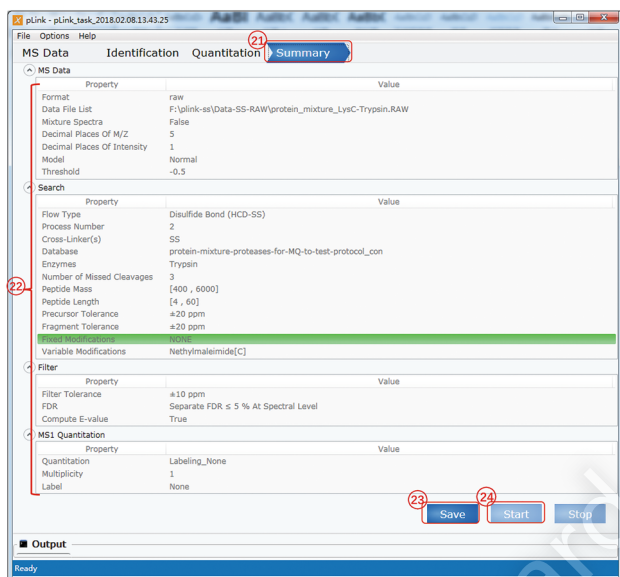 pLink - pLink_task_2018.02.08.13.43.25
File Options Help
21
MS Data Identification Quantitation Summary
MS Data
Property Value
Format raw
Data File List F:\plink-ss\Data-SS-RAW\protein_mixture_LysC-Trypsin.RAW
Mixture Spectra False
Decimal Places Of M/Z 5
Decimal Places Of Intensity 1
Model Normal
Threshold -0.5
Search
Property Value
Flow Type Disulfide Bond (HCD-SS)
Process Number 2
Cross-Linker(s) SS
Database protein-mixture-proteases-for-MQ-to-test-protocol_con
Enzymes Trypsin
22
Number of Missed Cleavages 3
Peptide Mass [400 , 6000]
Peptide Length [4 , 60]
Precursor Tolerance ±20 ppm
Fragment Tolerance ±20 ppm
Fixed Modifications NONE
Variable Modifications Nethylmaleimide[C]
Filter
Property Value
Filter Tolerance ±10 ppm
FDR Separate FDR ≤ 5 % At Spectral Level
Compute E-value True
MS1 Quantitation
Property Value
Quantitation Labeling_None
Multiplicity 1
Label None
23 24
Save Start Stop
Output
Ready